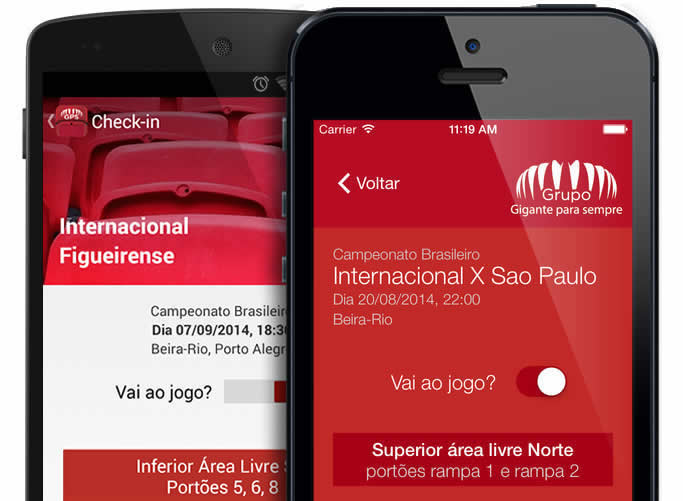 GPS
Check-in
Internacional
Figueirense
Campeonato Brasileiro
Dia 07/09/2014, 18:30
Beira-Rio, Porto Alegr
Vai ao jogo?
Inferior Área Livre S
Portões 5, 6, 8
Carrier
11:19 AM
Voltar
Grupo
Gigante para sempre
Campeonato Brasileiro
Internacional X Sao Paulo
Dia 20/08/2014, 22:00
Beira-Rio
Vai ao jogo?
Superior área livre Norte
portões rampa 1 e rampa 2